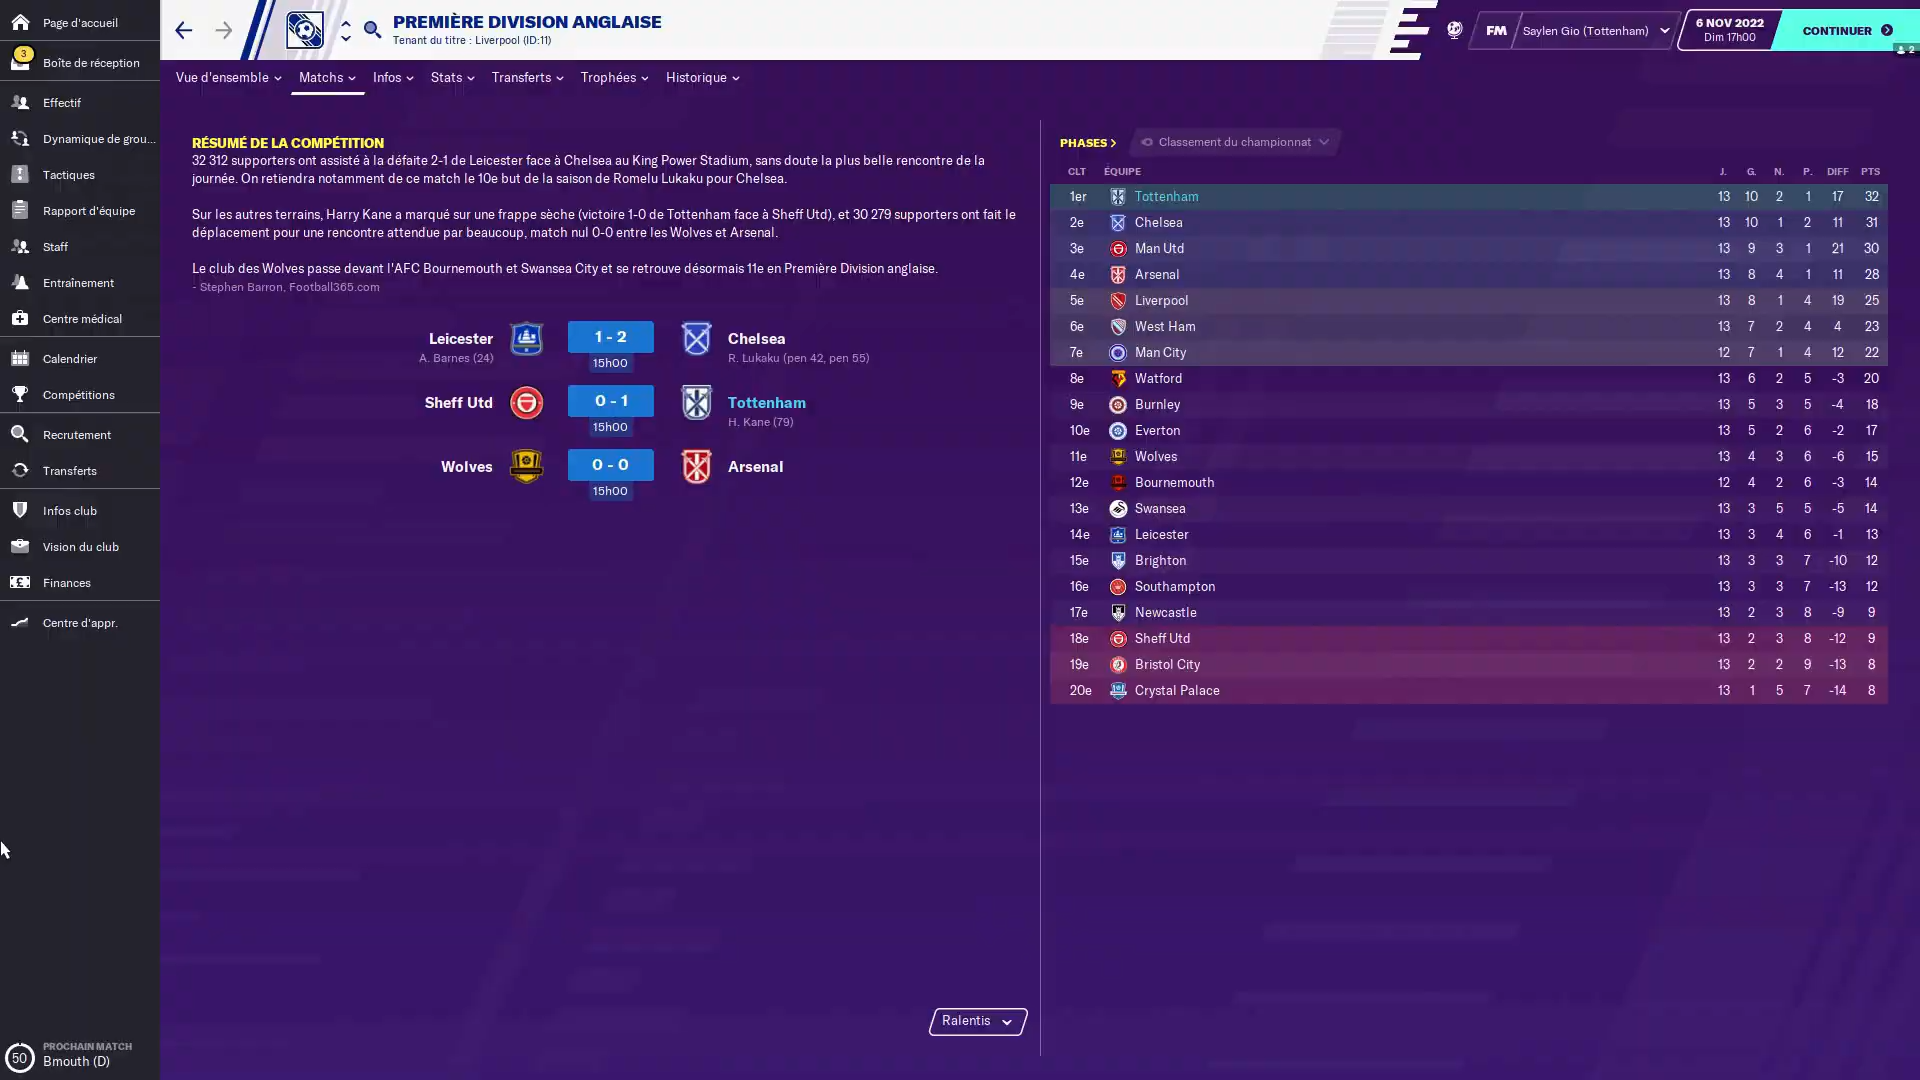 Page d'accueil
3
Boîte de réception
Effectif
Dynamique de grou...
Tactiques
Rapport d'équipe
Staff
Entraînement
Centre médical
Calendrier
Compétitions
Recrutement
Transferts
Infos club
Vision du club
Finances
Centre d'appr.
50
PROCHAIN MATCH
Bmouth (D)
PREMIÈRE DIVISION ANGLAISE
Tenant du titre : Liverpool (ID:11)
FM Saylen Gio (Tottenham)
6 NOV 2022
Dim 17h00
CONTINUER
2
Vue d'ensemble Matchs Infos Stats Transferts Trophées Historique
RÉSUMÉ DE LA COMPÉTITION
32 312 supporters ont assisté à la défaite 2-1 de Leicester face à Chelsea au King Power Stadium, sans doute la plus belle rencontre de la
journée. On retiendra notamment de ce match le 10e but de la saison de Romelu Lukaku pour Chelsea.
Sur les autres terrains, Harry Kane a marqué sur une frappe sèche (victoire 1-0 de Tottenham face à Sheff Utd), et 30 279 supporters ont fait le
déplacement pour une rencontre attendue par beaucoup, match nul 0-0 entre les Wolves et Arsenal.
Le club des Wolves passe devant l'AFC Bournemouth et Swansea City et se retrouve désormais 11e en Première Division anglaise.
- Stephen Barron, Football365.com
Leicester 1 - 2 Chelsea
A. Barnes (24) 15h00 R. Lukaku (pen 42, pen 55)
Sheff Utd 0 - 1 Tottenham
15h00 H. Kane (79)
Wolves 0 - 0 Arsenal
15h00
Ralentis
PHASES > Classement du championnat
CLT ÉQUIPE J. G. N. P. DIFF PTS
1er Tottenham 13 10 2 1 17 32
2e Chelsea 13 10 1 2 11 31
3e Man Utd 13 9 3 1 21 30
4e Arsenal 13 8 4 1 11 28
5e Liverpool 13 8 1 4 19 25
6e West Ham 13 7 2 4 4 23
7e Man City 12 7 1 4 12 22
8e Watford 13 6 2 5 -3 20
9e Burnley 13 5 3 5 -4 18
10e Everton 13 5 2 6 -2 17
11e Wolves 13 4 3 6 -6 15
12e Bournemouth 12 4 2 6 -3 14
13e Swansea 13 3 5 5 -5 14
14e Leicester 13 3 4 6 -1 13
15e Brighton 13 3 3 7 -10 12
16e Southampton 13 3 3 7 -13 12
17e Newcastle 13 2 3 8 -9 9
18e Sheff Utd 13 2 3 8 -12 9
19e Bristol City 13 2 2 9 -13 8
20e Crystal Palace 13 1 5 7 -14 8